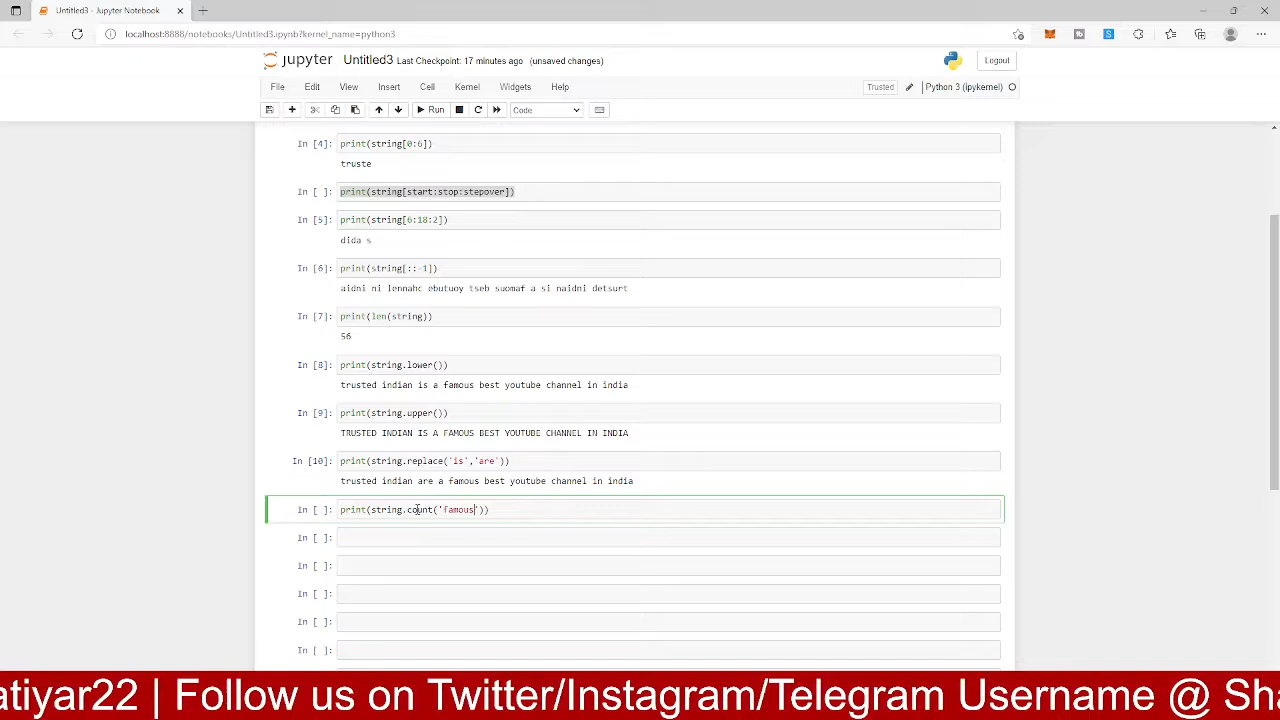 Untitled3 - Jupyter Notebook
localhost:8888/notebooks/Untitled3.ipynb?kernel_name=python3
jupyter Untitled3 Last Checkpoint: 17 minutes ago (unsaved changes) Logout
File Edit View Insert Cell Kernel Widgets Help Trusted Python 3 (ipykernel)
Run Code
In [4]: print(string[0:6])
truste
In [ ]: print(string[start:stop:stepover])
In [5]: print(string[6:18:2])
dida s
In [6]: print(string[::-1])
aidni ni lennahc ebutuoy tseb suomaf a si naidni detsurt
In [7]: print(len(string))
56
In [8]: print(string.lower())
trusted indian is a famous best youtube channel in india
In [9]: print(string.upper())
TRUSTED INDIAN IS A FAMOUS BEST YOUTUBE CHANNEL IN INDIA
In [10]: print(string.replace('is','are'))
trusted indian are a famous best youtube channel in india
In [ ]: print(string.count('famous'))
In [ ]:
In [ ]:
In [ ]:
In [ ]:
In [ ]:
atiyar22 | Follow us on Twitter/Instagram/Telegram Username @ Sha